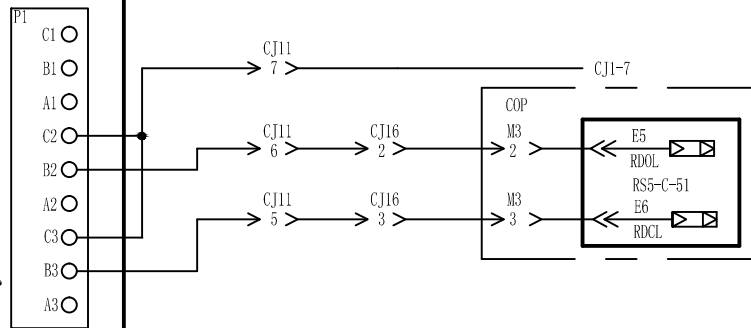 P1
C1
CJ11
B1
7
CJ1-7
A1
COP
C2
CJ11
CJ16
M3
E5
6
2
2
B2
RDOL
RS5-C-51
A2
CJ11
CJ16
M3
E6
5
3
3
C3
RDCL
B3
A3